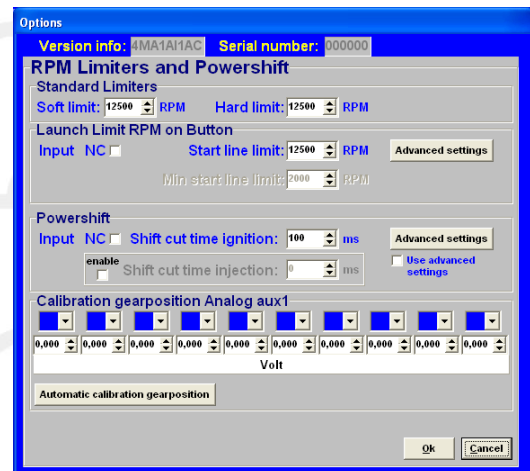 Options
Version info: 4MA1AI1AC Serial number: 000000
RPM Limiters and Powershift
Standard Limiters
Soft limit: 12500 RPM Hard limit: 12500 RPM
Launch Limit RPM on Button
Input NC Start line limit: 12500 RPM Advanced settings
Min start line limit: 2000 RPM
Powershift
Input NC Shift cut time ignition: 100 ms Advanced settings
enable Shift cut time injection: 0 ms Use advanced settings
Calibration gearposition Analog aux1
0,000 0,000 0,000 0,000 0,000 0,000 0,000 0,000 0,000 0,000
Volt
Automatic calibration gearposition
Ok Cancel